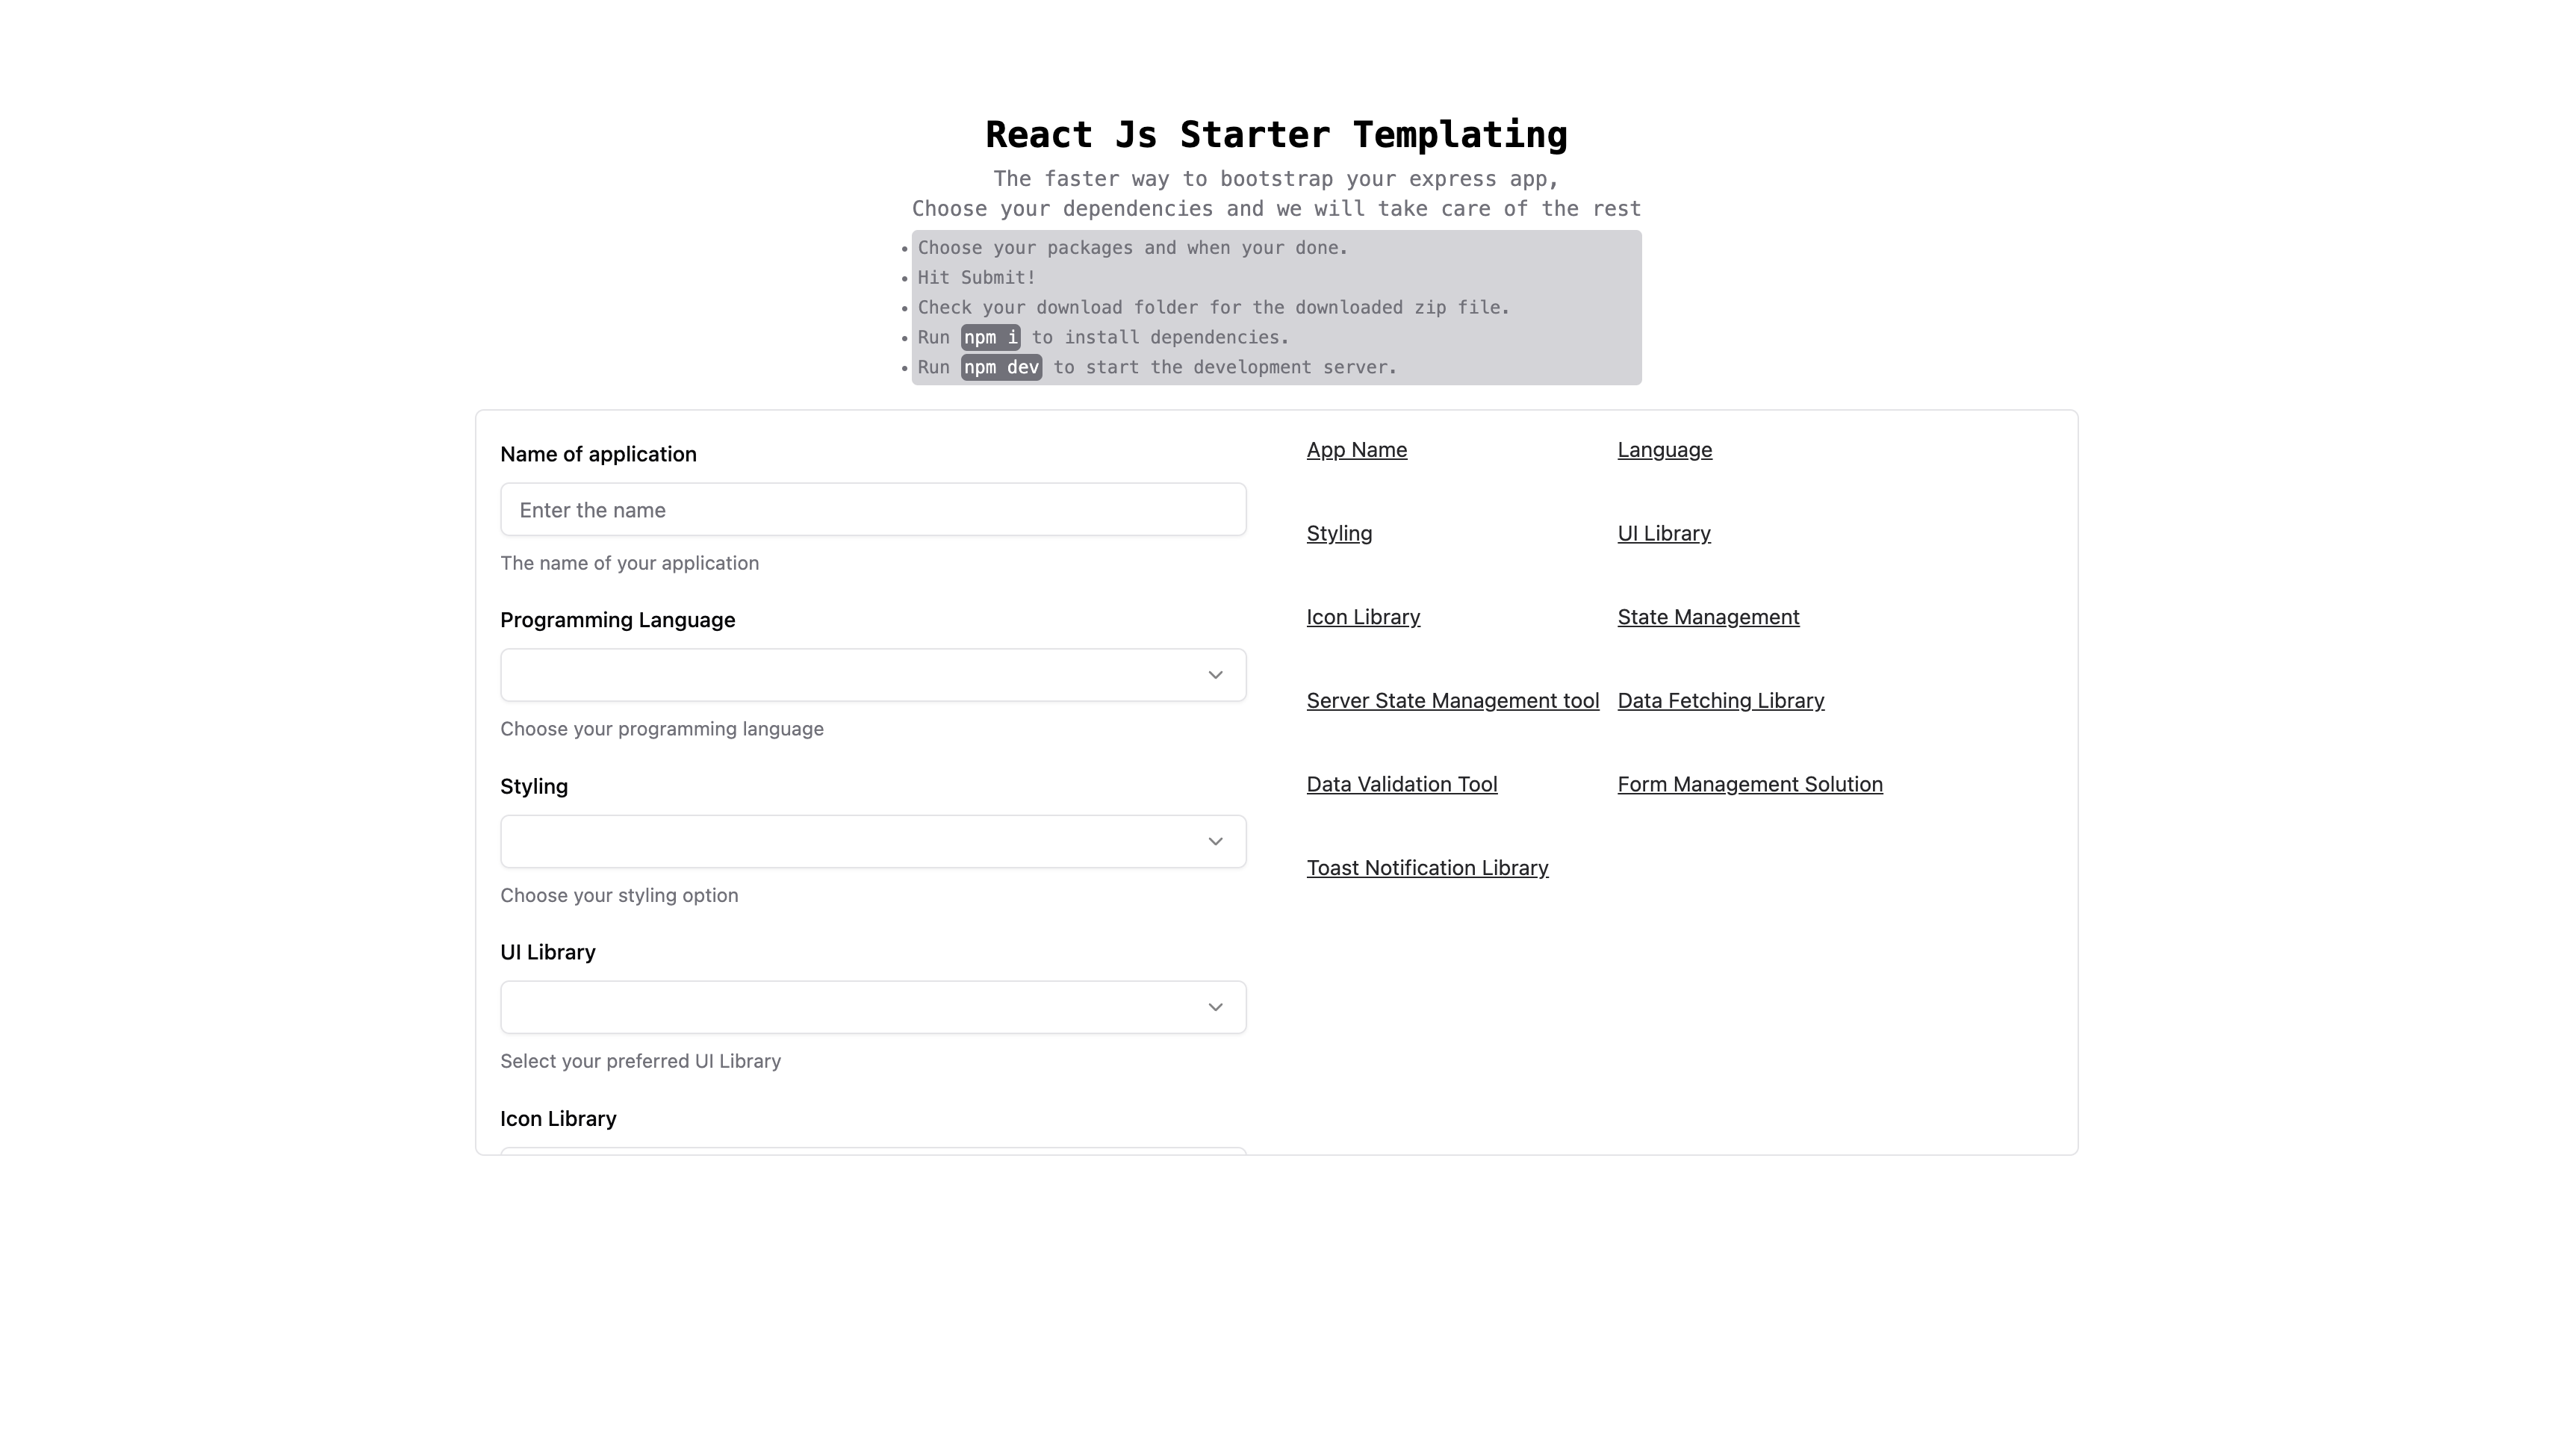 React Js Starter Templating
The faster way to bootstrap your express app,
Choose your dependencies and we will take care of the rest
• Choose your packages and when your done.
• Hit Submit!
• Check your download folder for the downloaded zip file.
• Run npm i to install dependencies.
• Run npm dev to start the development server.
Name of application
Enter the name
The name of your application
Programming Language
Choose your programming language
Styling
Choose your styling option
UI Library
Select your preferred UI Library
Icon Library
App Name
Language
Styling
UI Library
Icon Library
State Management
Server State Management tool
Data Fetching Library
Data Validation Tool
Form Management Solution
Toast Notification Library